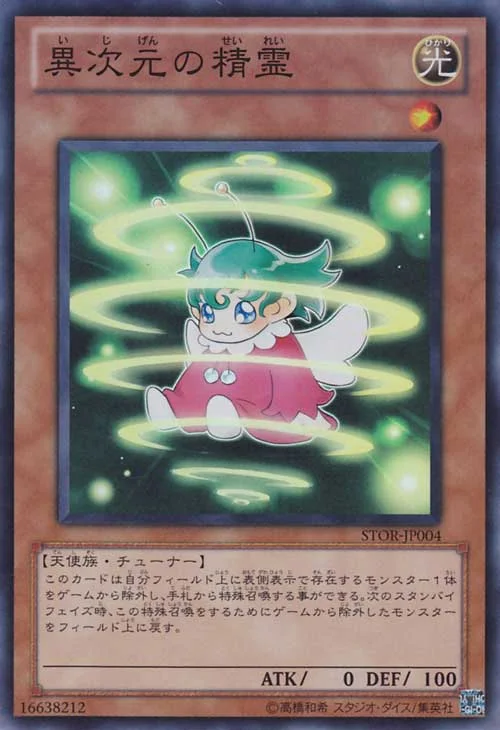 異次元の精霊
光
STOR-JP004
【天使族・チューナー】
このカードは自分フィールド上に表側表示で存在するモンスター1体
をゲームから除外し、手札から特殊召喚する事ができる。次のスタンバイ
フェイズ時、この特殊召喚をするためにゲームから除外したモンスター
をフィールド上に戻す。
ATK/ 0 DEF/ 100
16638212
©高橋和希 スタジオ・ダイス/集英社